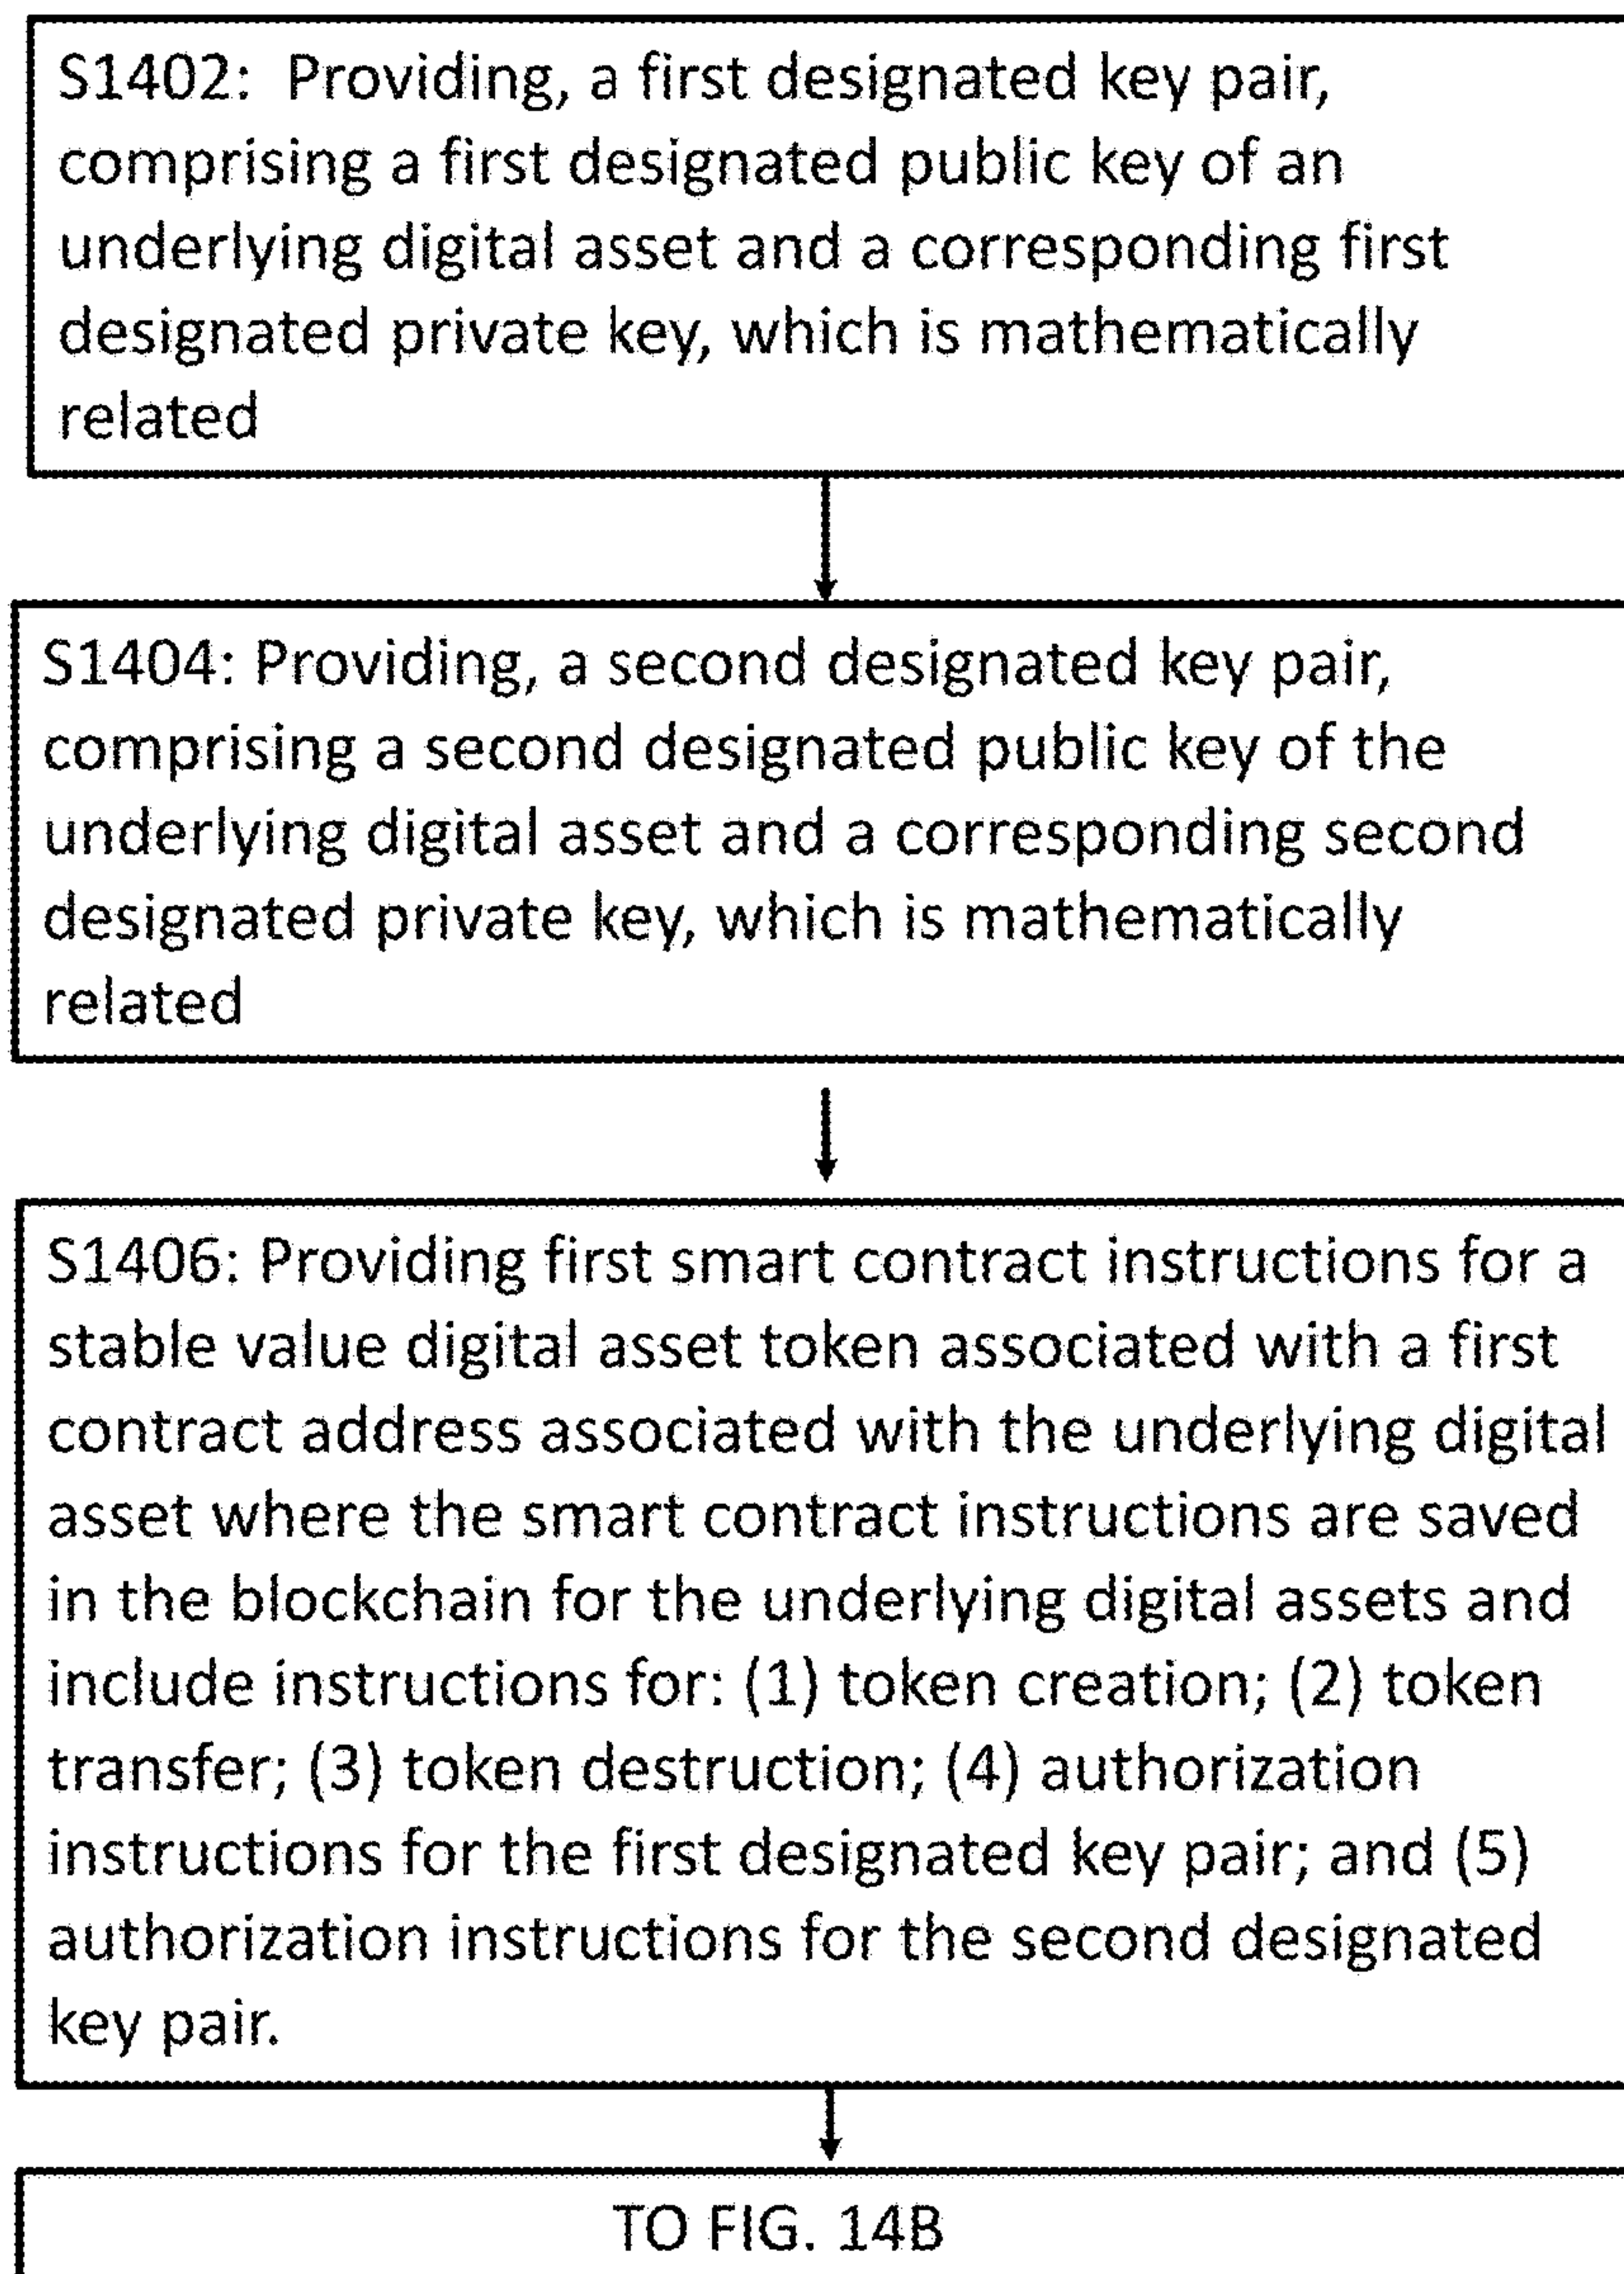 S1402: Providing, a first designated key pair,
comprising a first designated public key of an
underlying digital asset and a corresponding first
designated private key, which is mathematically
related
S1404: Providing, a second designated key pair,
comprising a second designated public key of the
underlying digital asset and a corresponding second
designated private key, which is mathematically
related
S1406: Providing first smart contract instructions for a
stable value digital asset token associated with a first
contract address associated with the underlying digital
asset where the smart contract instructions are saved
in the blockchain for the underlying digital assets and
include instructions for: (1) token creation; (2) token
transfer; (3) token destruction; (4) authorization
instructions for the first designated key pair; and (5)
authorization instructions for the second designated
key pair.
TO FIG. 14B